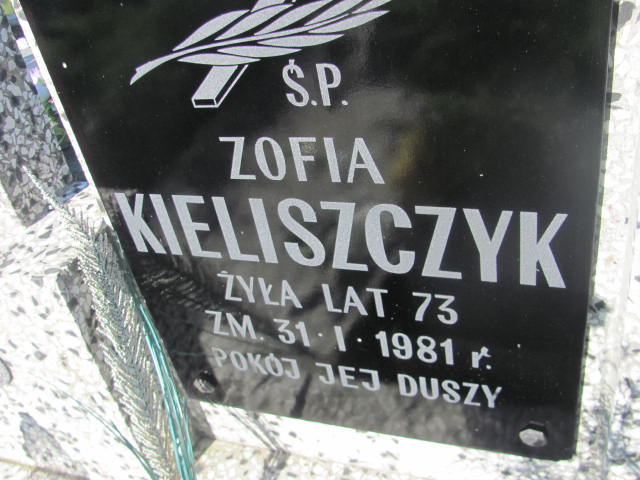 Ś.P.
ZOFIA
KIELISZCZYK
ŻYŁA LAT 73
ZM. 31·I·1981 r.
POKÓJ JEJ DUSZY